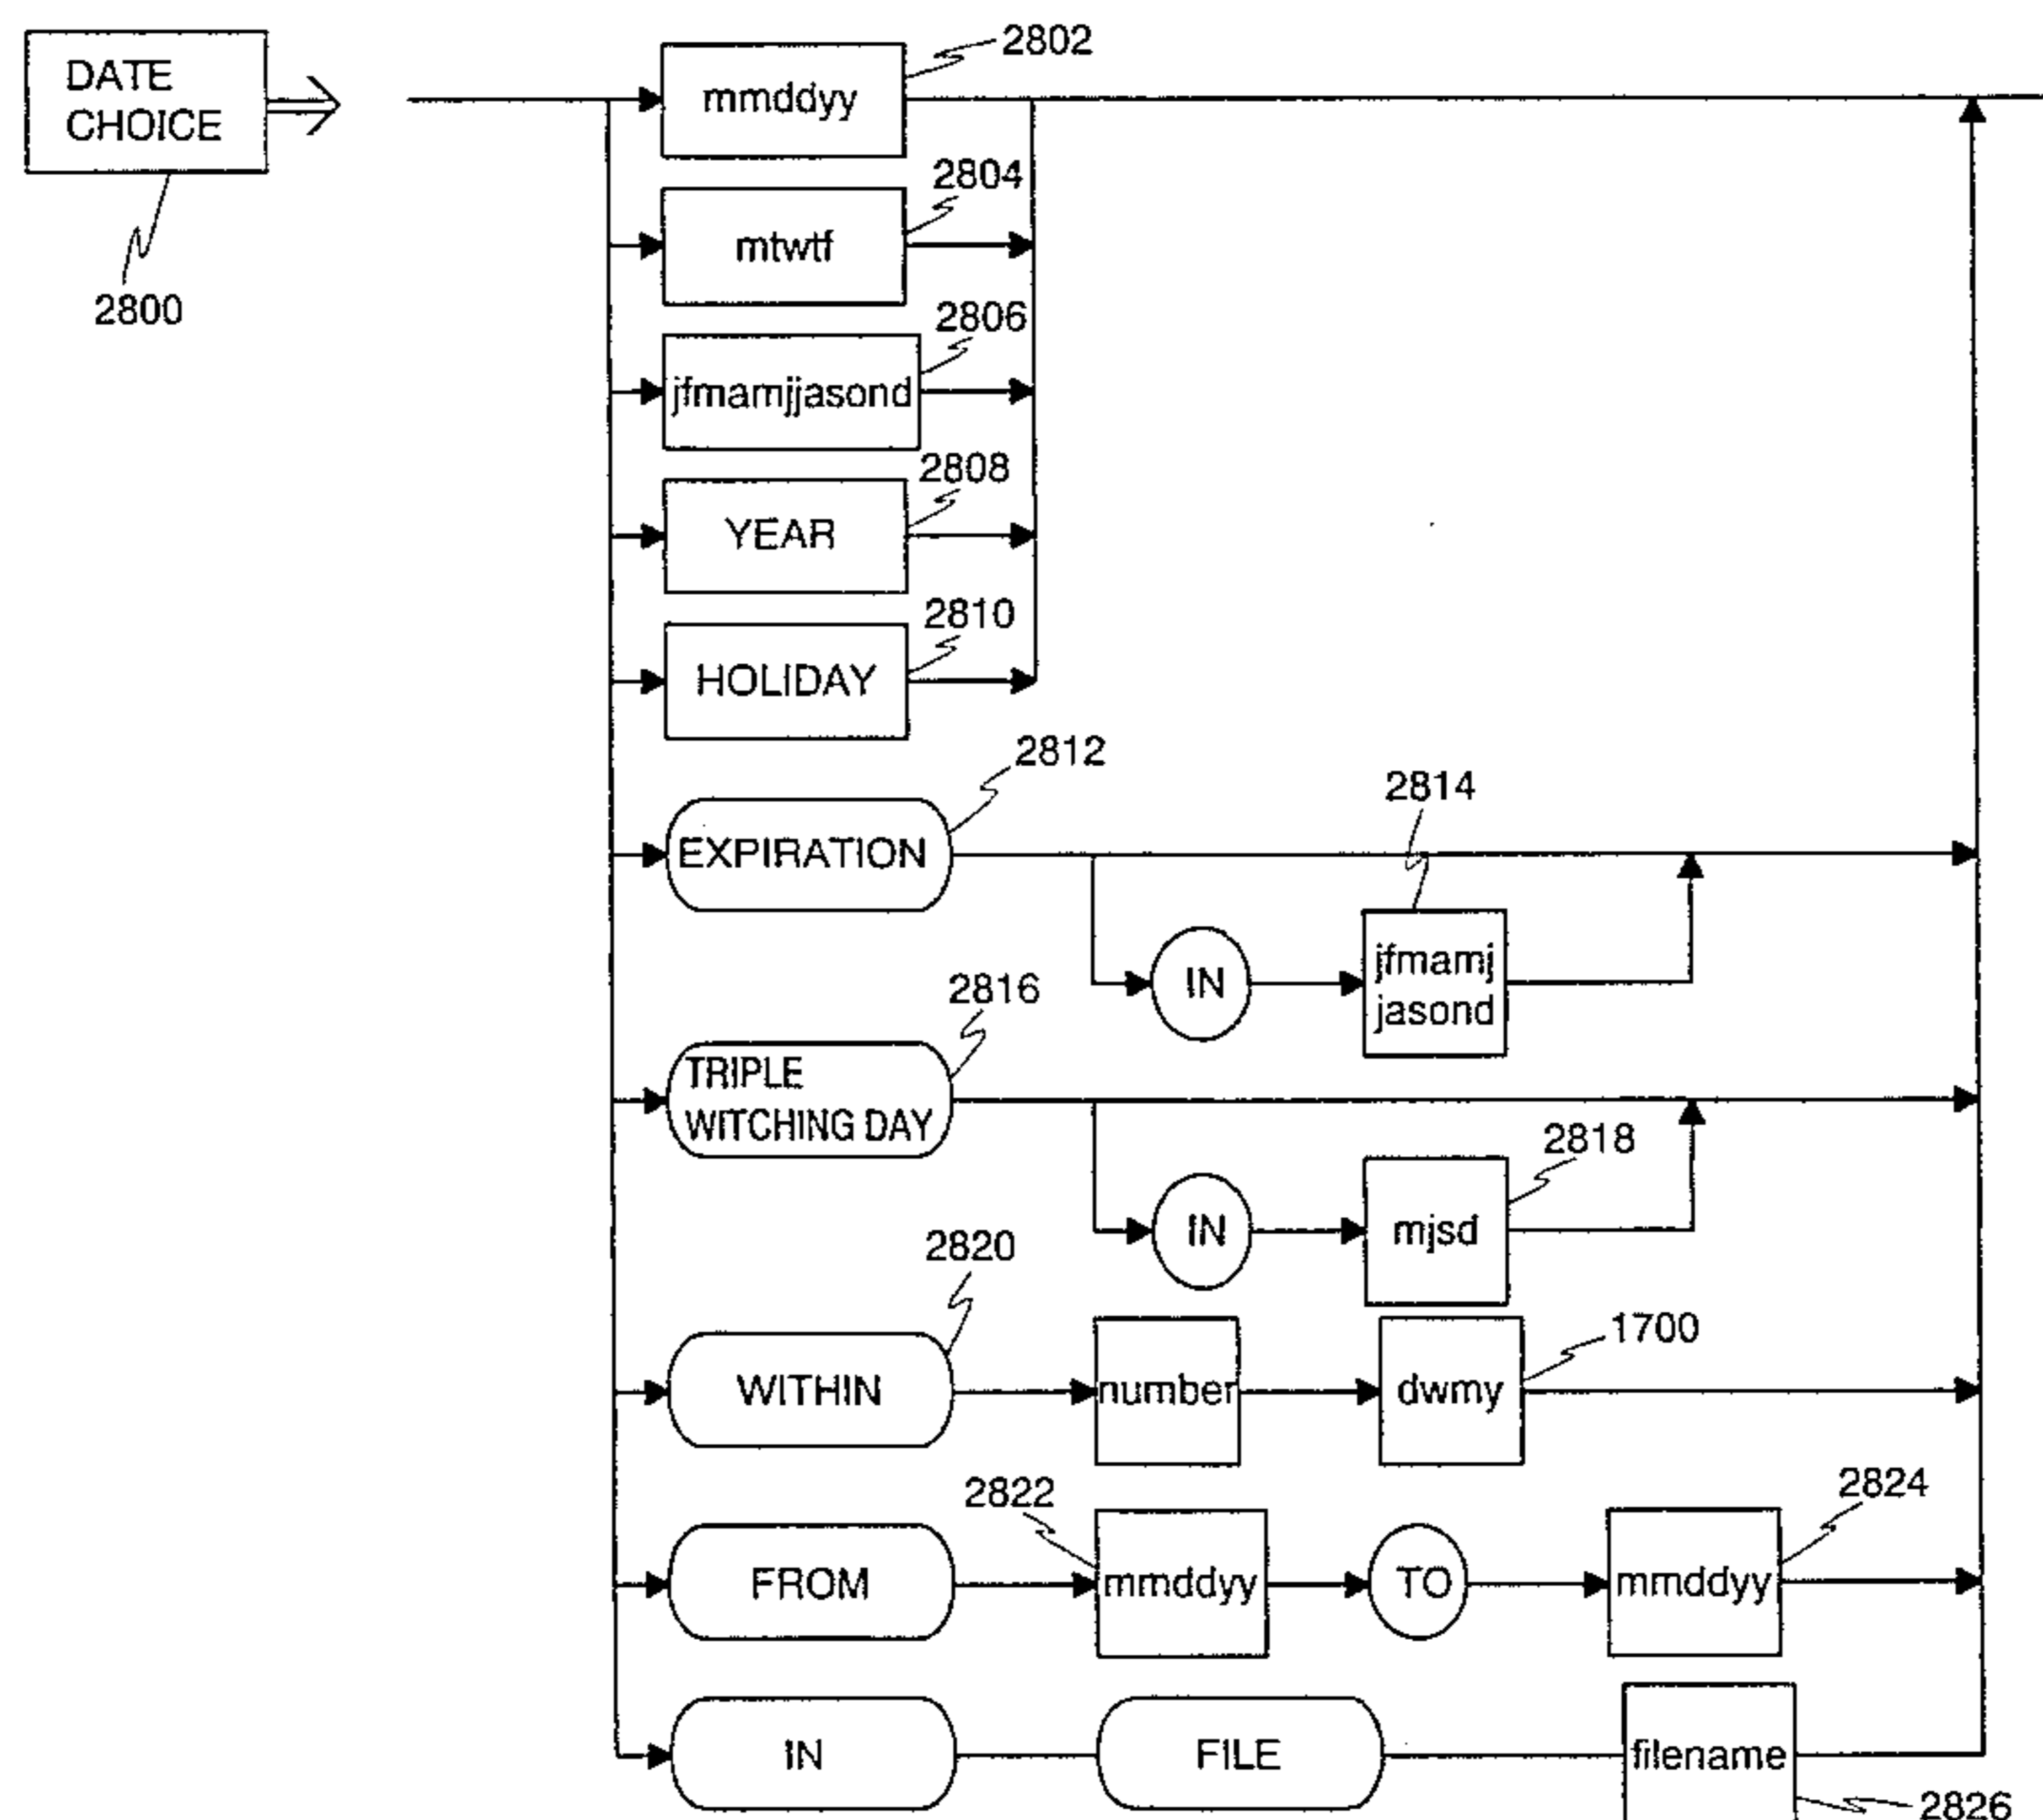 DATE
CHOICE
2800
mmddyy
2802
mtwtf
2804
jfmamjjasond
2806
YEAR
2808
HOLIDAY
2810
EXPIRATION
2812
2814
IN
jfmamj
jasond
TRIPLE
WITCHING DAY
2816
IN
mjsd
2818
WITHIN
2820
number
dwmy
1700
FROM
2822
mmddyy
TO
mmddyy
2824
IN
FILE
filename
2826